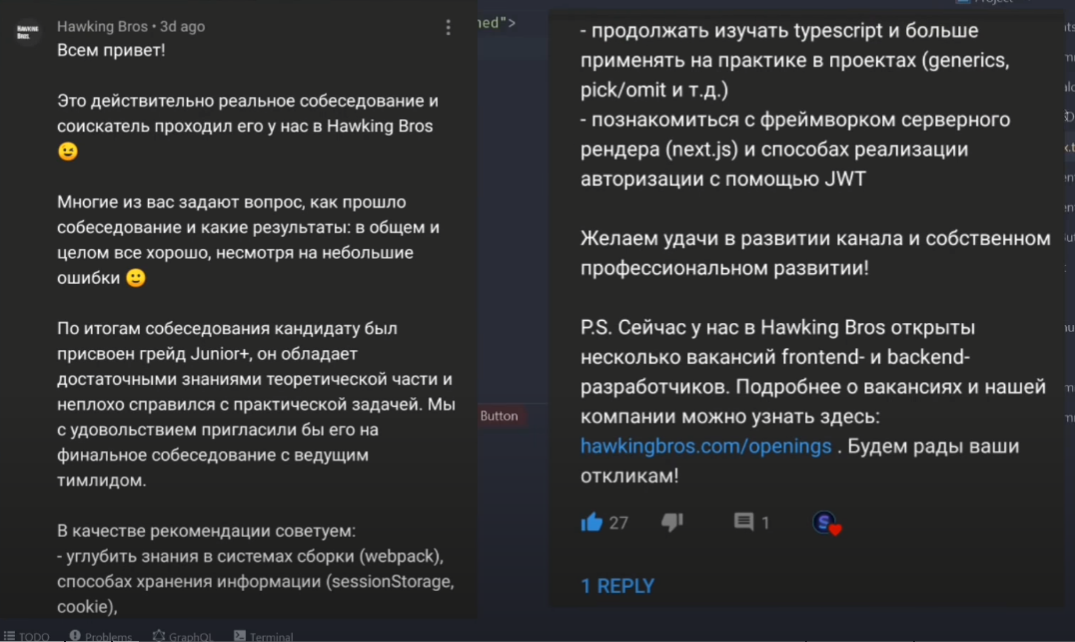 Hawking Bros • 3d ago
Всем привет!
Это действительно реальное собеседование и
соискатель проходил его у нас в Hawking Bros
😉
Многие из вас задают вопрос, как прошло
собеседование и какие результаты: в общем и
целом все хорошо, несмотря на небольшие
ошибки 🙂
По итогам собеседования кандидату был
присвоен грейд Junior+, он обладает
достаточными знаниями теоретической части и
неплохо справился с практической задачей. Мы
с удовольствием пригласили бы его на
финальное собеседование с ведущим
тимлидом.
В качестве рекомендации советуем:
- углубить знания в системах сборки (webpack),
способах хранения информации (sessionStorage,
cookie),
- продолжать изучать typescript и больше
применять на практике в проектах (generics,
pick/omit и т.д.)
- познакомиться с фреймворком серверного
рендера (next.js) и способах реализации
авторизации с помощью JWT
Желаем удачи в развитии канала и собственном
профессиональном развитии!
P.S. Сейчас у нас в Hawking Bros открыты
несколько вакансий frontend- и backend-
разработчиков. Подробнее о вакансиях и нашей
компании можно узнать здесь:
hawkingbros.com/openings . Будем рады ваши
откликам!
27
1
1 REPLY
Button
TODO
Problems
GraphQL
Terminal